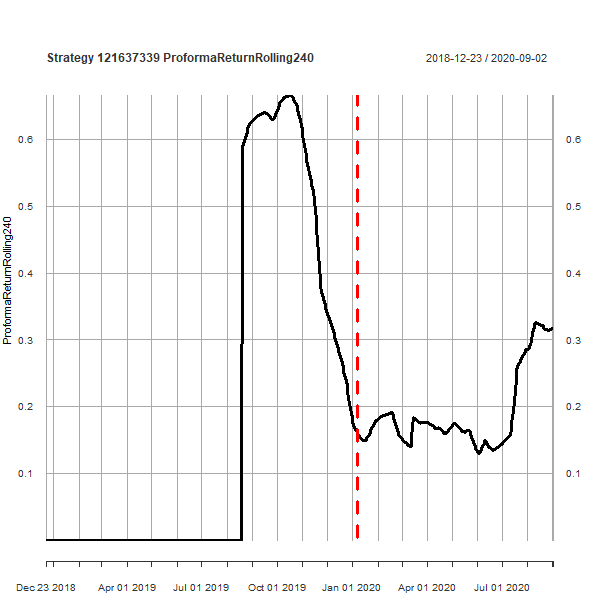 Strategy 121637339 ProformaReturnRolling240
2018-12-23 / 2020-09-02
ProformaReturnRolling240
0.6 0.6
0.5 0.5
0.4 0.4
0.3 0.3
0.2 0.2
0.1 0.1
Dec 23 2018 Apr 01 2019 Jul 01 2019 Oct 01 2019 Jan 01 2020 Apr 01 2020 Jul 01 2020